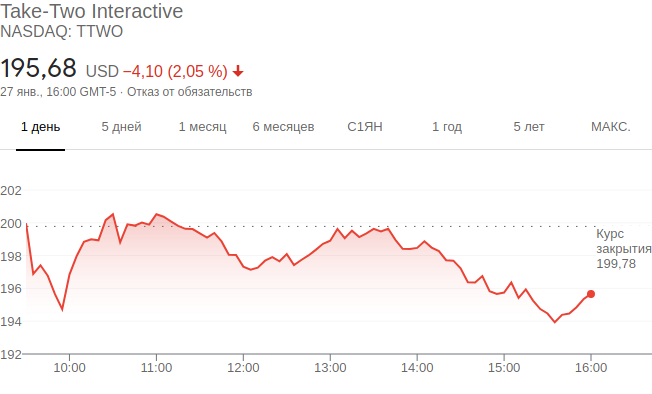 Take-Two Interactive
NASDAQ: TTWO
195,68 USD −4,10 (2,05 %)
27 янв., 16:00 GMT-5 · Отказ от обязательств
1 день 5 дней 1 месяц 6 месяцев С1ЯН 1 год 5 лет МАКС.
202
200
198
196
194
192
Курс
закрытия
199,78
10:00 11:00 12:00 13:00 14:00 15:00 16:00